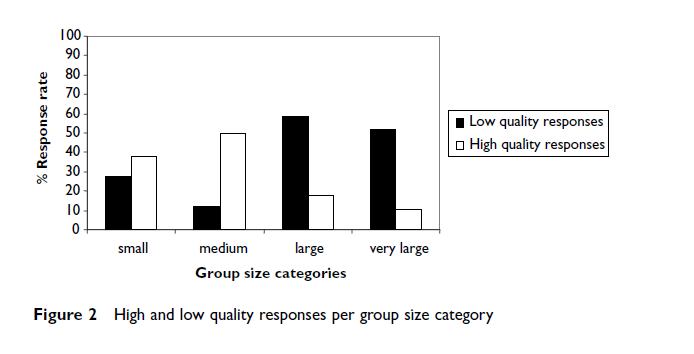 100
90
80
70
60
50
40
30
20
10
0
% Response rate
small medium large very large
Group size categories
Low quality responses
High quality responses
Figure 2 High and low quality responses per group size category